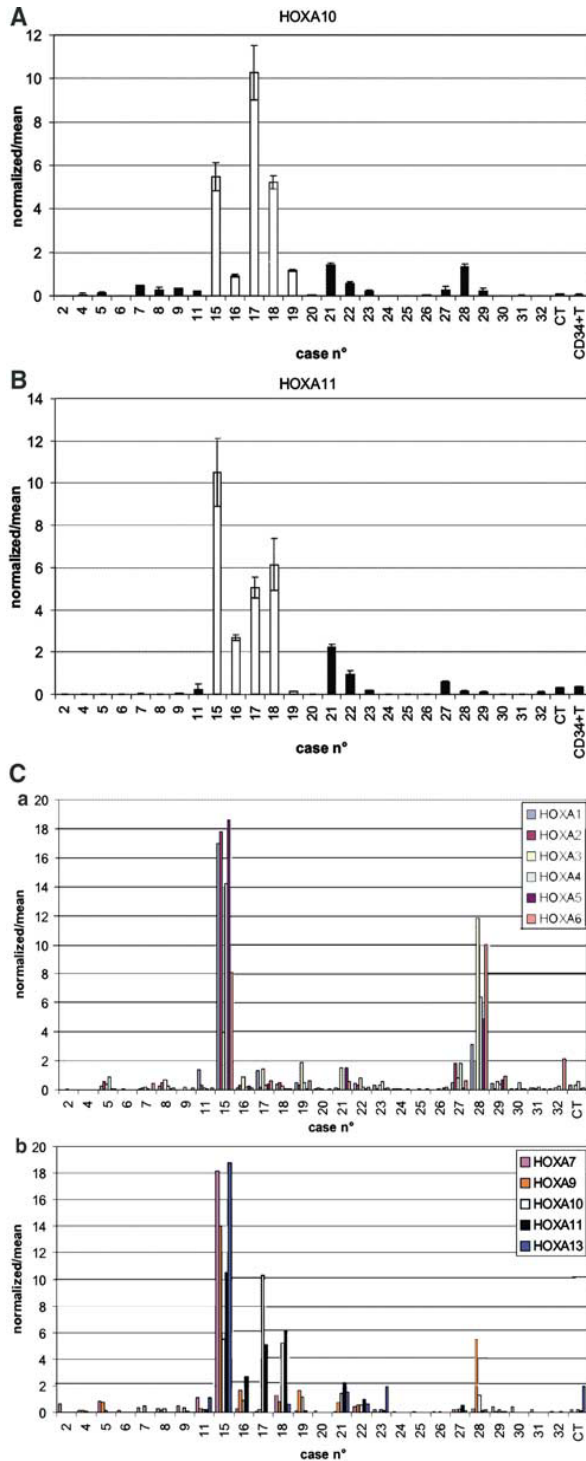 A
HOXA10
normalized/mean
12
10
8
6
4
2
0
2 4 5 6 7 8 9 11 15 16 17 18 19 20 21 22 23 24 25 26 27 28 29 30 31 32 CT CD34+T
case n°
B
HOXA11
normalized/mean
14
12
10
8
6
4
2
0
2 4 5 6 7 8 9 11 15 16 17 18 19 20 21 22 23 24 25 26 27 28 29 30 31 32 CT CD34+T
case n°
C
a
normalized/mean
20
18
16
14
12
10
8
6
4
2
0
HOXA1
HOXA2
HOXA3
HOXA4
HOXA5
HOXA6
2 4 5 6 7 8 9 11 15 16 17 18 19 20 21 22 23 24 25 26 27 28 29 30 31 32 CT
case n°
b
normalized/mean
20
18
16
14
12
10
8
6
4
2
0
HOXA7
HOXA9
HOXA10
HOXA11
HOXA13
2 4 5 6 7 8 9 11 15 16 17 18 19 20 21 22 23 24 25 26 27 28 29 30 31 32 CT
case n°